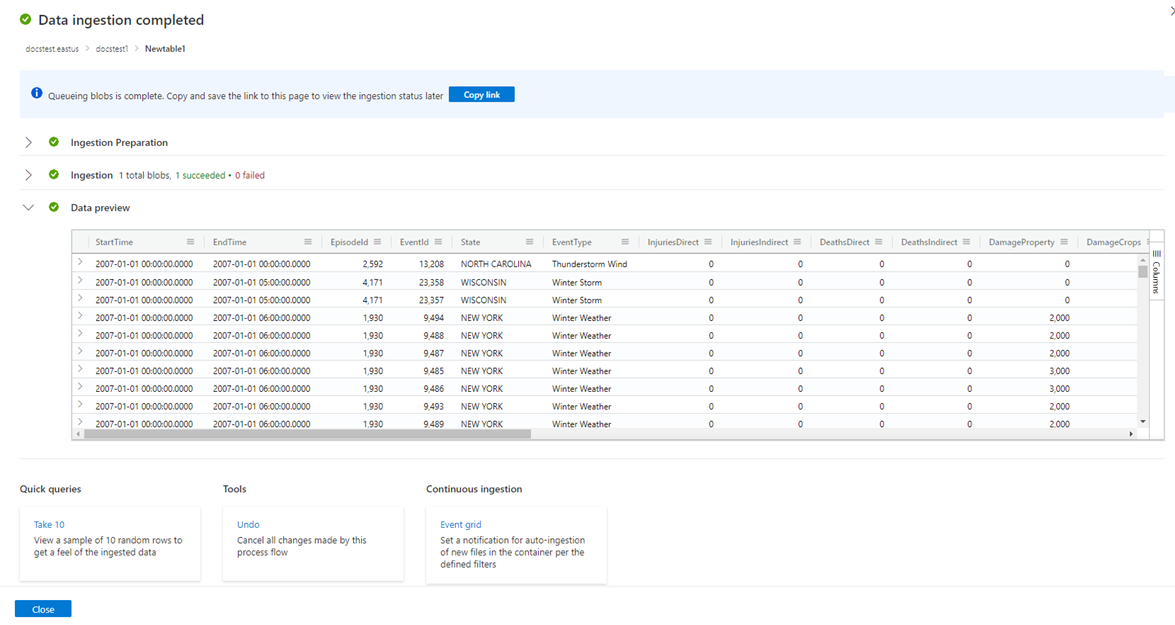 Data ingestion completed
docstest.eastus > docstest1 > Newtable1
Queueing blobs is complete. Copy and save the link to this page to view the ingestion status later Copy link
Ingestion Preparation
Ingestion 1 total blobs, 1 succeeded • 0 failed
Data preview
StartTime EndTime EpisodeId EventId State EventType InjuriesDirect InjuriesIndirect DeathsDirect DeathsIndirect DamageProperty DamageCrops
2007-01-01 00:00:00.0000 2007-01-01 00:00:00.0000 2,592 13,208 NORTH CAROLINA Thunderstorm Wind 0 0 0 0 0
2007-01-01 00:00:00.0000 2007-01-01 05:00:00.0000 4,171 23,358 WISCONSIN Winter Storm 0 0 0 0 0
2007-01-01 00:00:00.0000 2007-01-01 05:00:00.0000 4,171 23,357 WISCONSIN Winter Storm 0 0 0 0 0
2007-01-01 00:00:00.0000 2007-01-01 06:00:00.0000 1,930 9,494 NEW YORK Winter Weather 0 0 0 0 2,000
2007-01-01 00:00:00.0000 2007-01-01 06:00:00.0000 1,930 9,488 NEW YORK Winter Weather 0 0 0 0 2,000
2007-01-01 00:00:00.0000 2007-01-01 06:00:00.0000 1,930 9,487 NEW YORK Winter Weather 0 0 0 0 2,000
2007-01-01 00:00:00.0000 2007-01-01 06:00:00.0000 1,930 9,485 NEW YORK Winter Weather 0 0 0 0 3,000
2007-01-01 00:00:00.0000 2007-01-01 06:00:00.0000 1,930 9,486 NEW YORK Winter Weather 0 0 0 0 3,000
2007-01-01 00:00:00.0000 2007-01-01 06:00:00.0000 1,930 9,493 NEW YORK Winter Weather 0 0 0 0 2,000
2007-01-01 00:00:00.0000 2007-01-01 06:00:00.0000 1,930 9,489 NEW YORK Winter Weather 0 0 0 0 2,000
Columns
Quick queries
Take 10
View a sample of 10 random rows to
get a feel of the ingested data
Tools
Undo
Cancel all changes made by this
process flow
Continuous ingestion
Event grid
Set a notification for auto-ingestion
of new files in the container per the
defined filters
Close